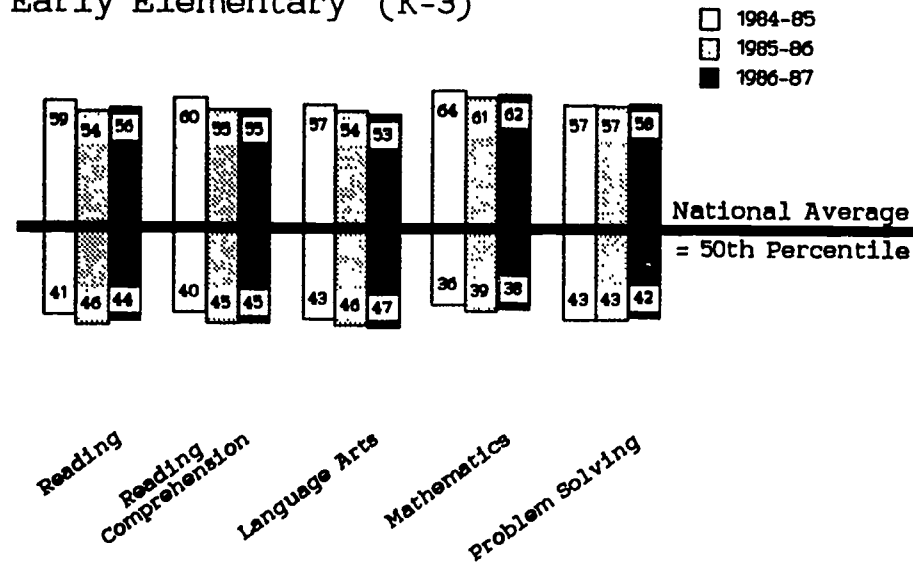 Early Elementary (K-3)
1984-85
1985-86
1986-87
59 54 56 60 55 55 57 54 53 64 61 62 57 57 58
National Average
= 50th Percentile
41 46 44 40 45 45 43 46 47 36 39 38 43 43 42
Reading
Reading
Comprehension
Language Arts
Mathematics
Problem Solving